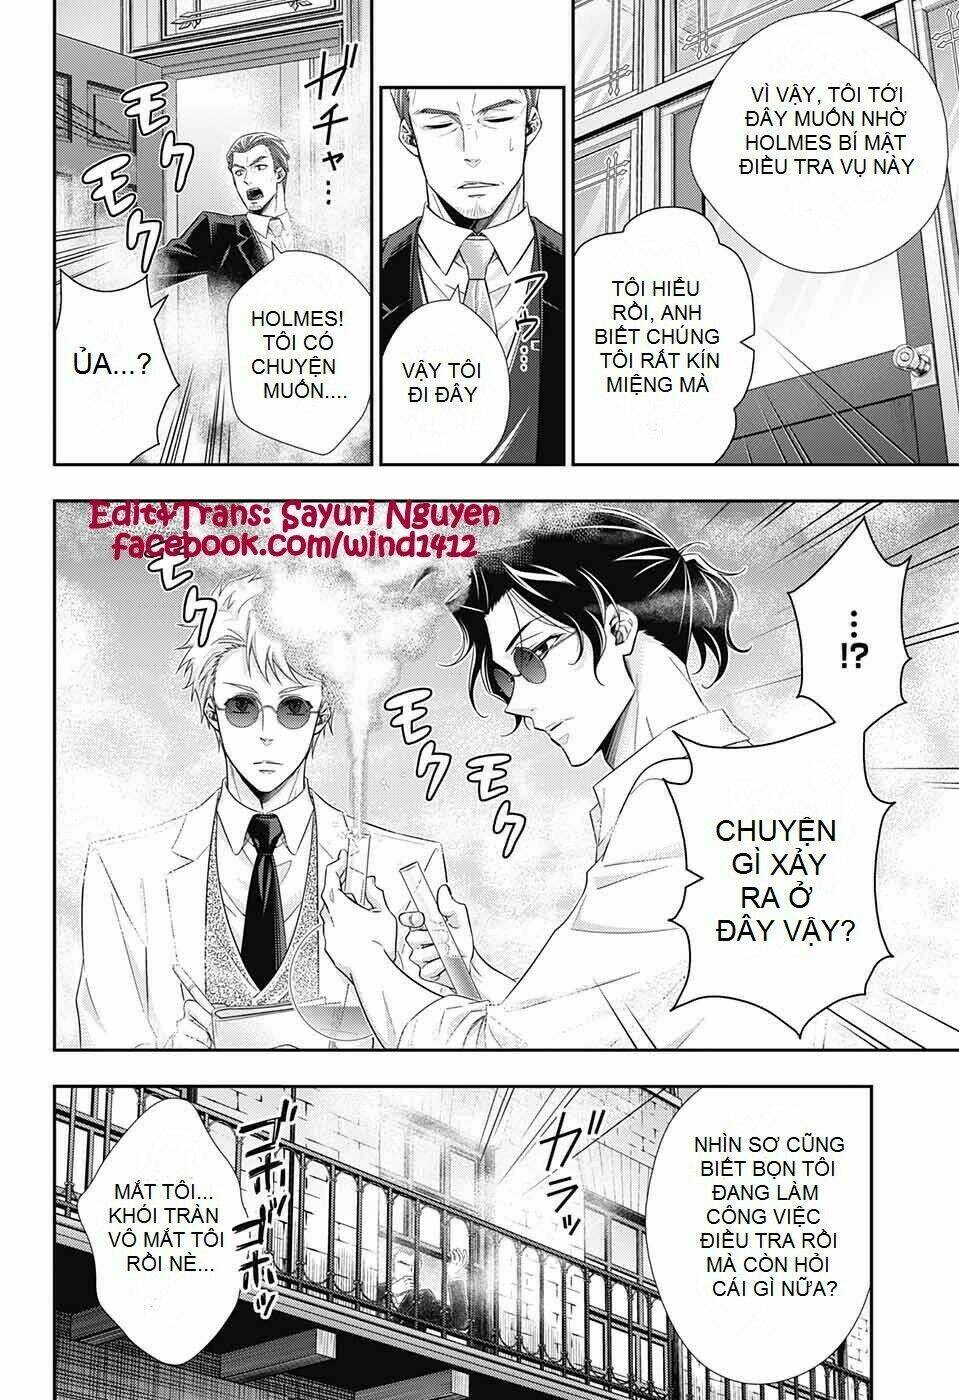 VÌ VẬY, TÔI TỚI
ĐÂY MUỐN NHỜ
HOLMES BÍ MẬT
ĐIỀU TRA VỤ NÀY
TÔI HIỂU
RỒI, ANH
BIẾT CHÚNG
TÔI RẤT KÍN
MIỆNG MÀ
フゥ。。。
VẬY TÔI
ĐI ĐÂY
ガチャ…
HOLMES!
TÔI CÓ
CHUYỆN
MUỐN....
モク
モク
ỦA...?
Edit&Trans: Sayuri Nguyen
facebook.com/wind1412
…!?
モク
モク
モク
モク
CHUYỆN
GÌ XẢY
RA Ở
ĐÂY VẬY?
NHÌN SƠ CŨNG
BIẾT BỌN TÔI
ĐANG LÀM
CÔNG VIỆC
ĐIỀU TRA RỒI
MÀ CÒN HỎI
CÁI GÌ NỮA?
ガラッ
ゴホッ
ゴホッ
MẮT TÔI...
KHÓI TRÀN
VÔ MẮT TÔI
RỒI NÈ...